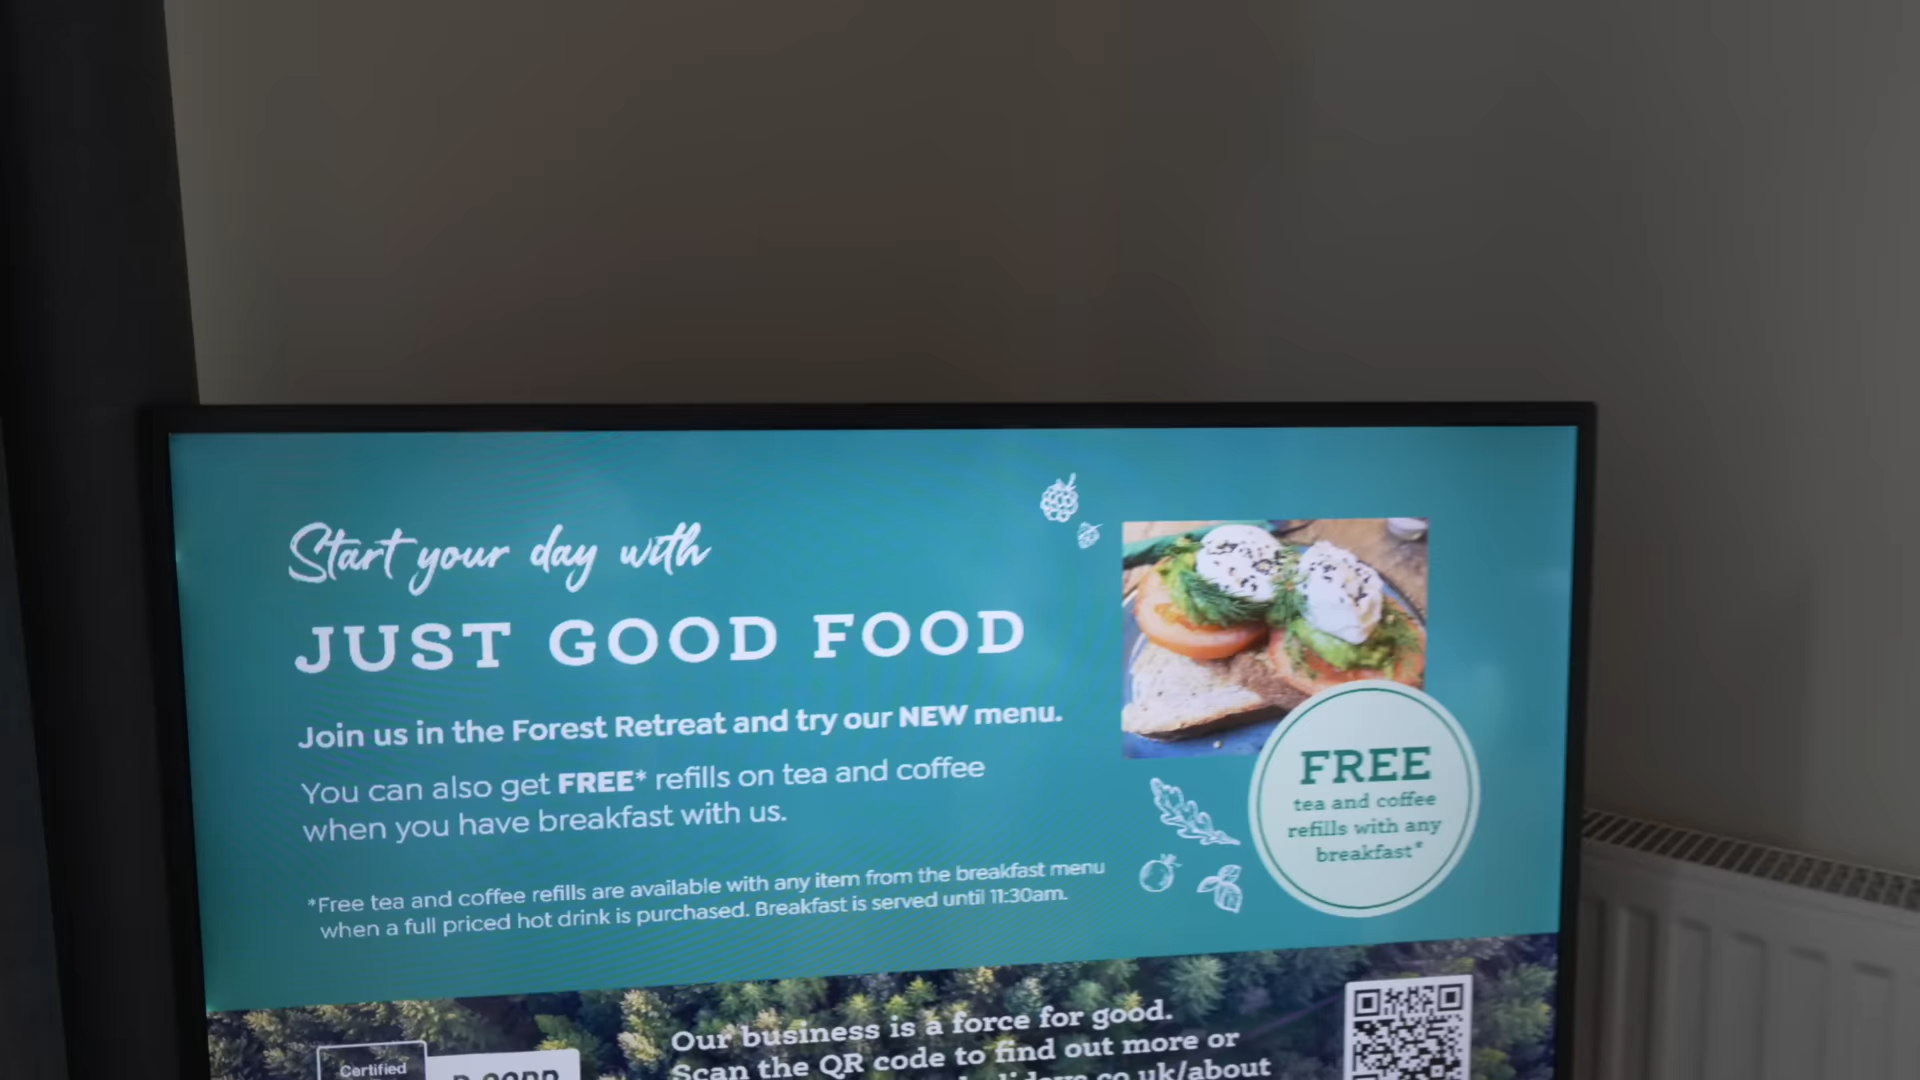 Start your day with
JUST GOOD FOOD
Join us in the Forest Retreat and try our NEW menu.
You can also get FREE* refills on tea and coffee
when you have breakfast with us.
*Free tea and coffee refills are available with any item from the breakfast menu
when a full priced hot drink is purchased. Breakfast is served until 11:30am.
FREE
tea and coffee
refills with any
breakfast*
Our business is a force for good.
Scan the QR code to find out more or
co.uk/about
Certified